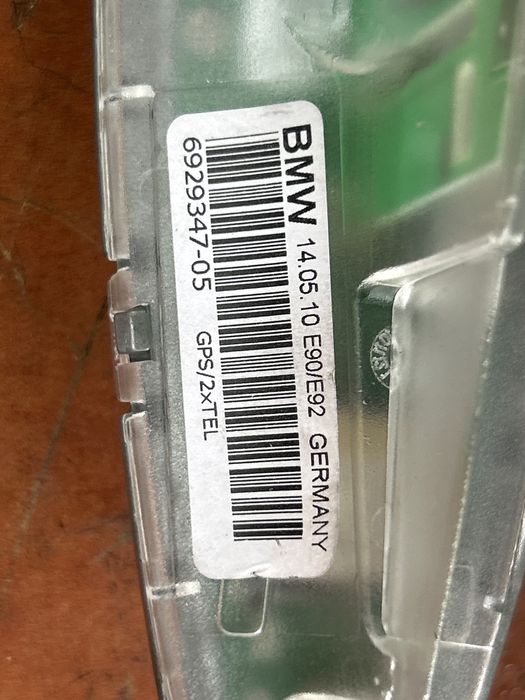 BMW 14.05.10 E90/E92 GERMANY
6929347-05 GPS/2xTEL